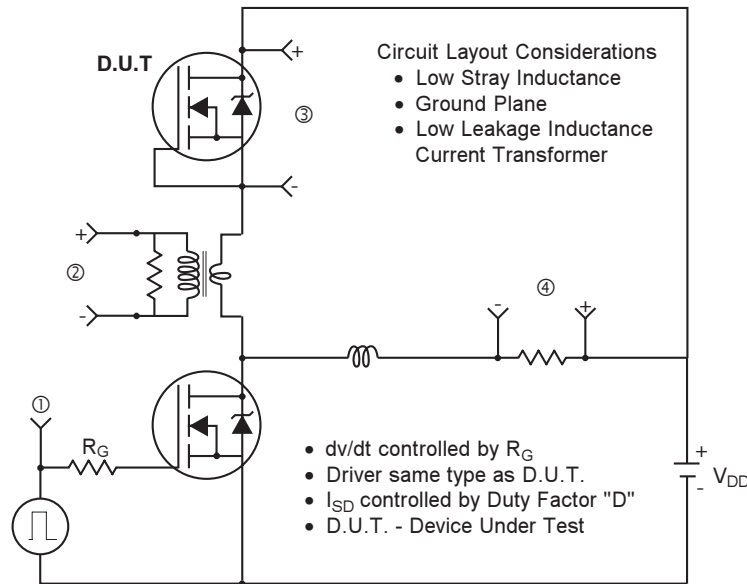 D.U.T
+
③
-
Circuit Layout Considerations
• Low Stray Inductance
• Ground Plane
• Low Leakage Inductance
Current Transformer
+
②
-
④
-
+
①
RG
• dv/dt controlled by RG
• Driver same type as D.U.T.
• ISD controlled by Duty Factor "D"
• D.U.T. - Device Under Test
+
VDD
-